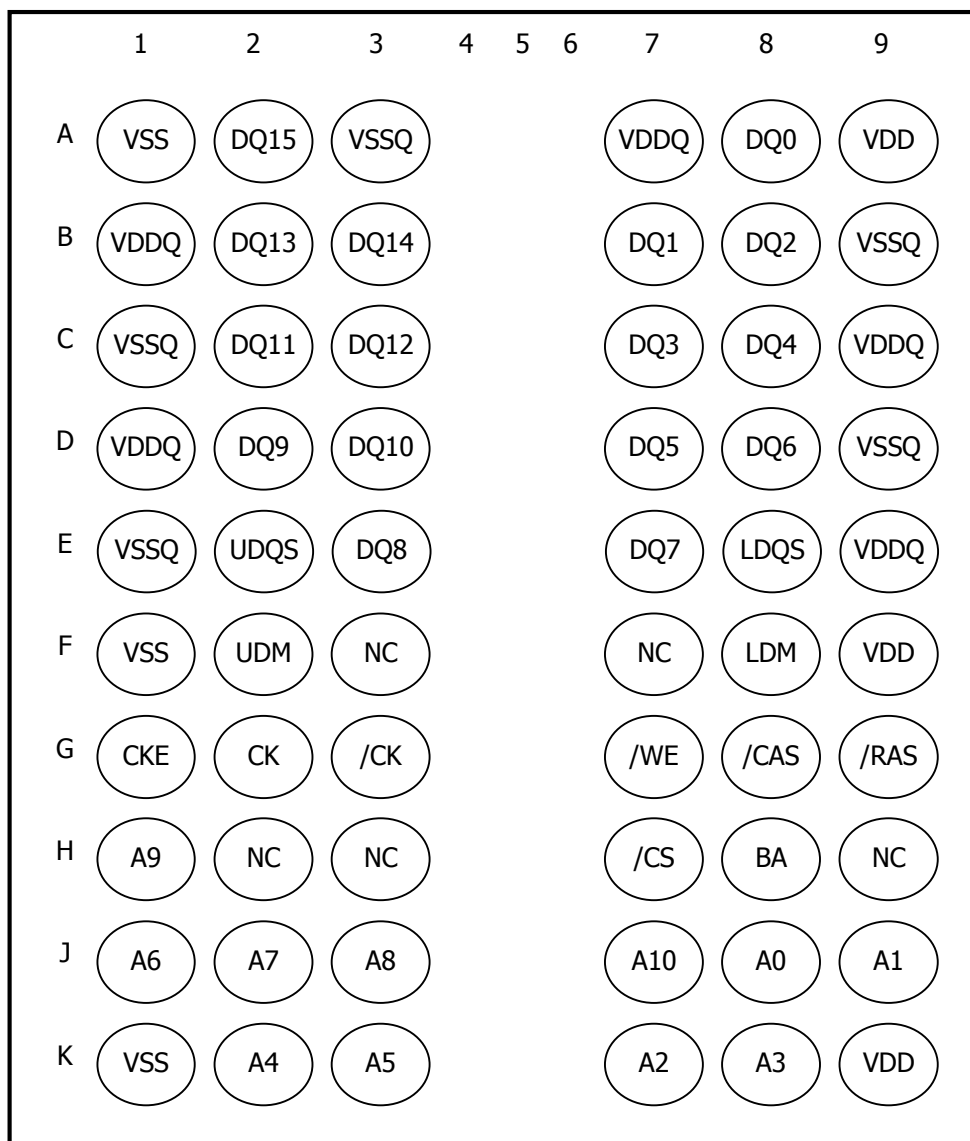 1 2 3 4 5 6 7 8 9
A VSS DQ15 VSSQ VDDQ DQ0 VDD
B VDDQ DQ13 DQ14 DQ1 DQ2 VSSQ
C VSSQ DQ11 DQ12 DQ3 DQ4 VDDQ
D VDDQ DQ9 DQ10 DQ5 DQ6 VSSQ
E VSSQ UDQS DQ8 DQ7 LDQS VDDQ
F VSS UDM NC NC LDM VDD
G CKE CK /CK /WE /CAS /RAS
H A9 NC NC /CS BA NC
J A6 A7 A8 A10 A0 A1
K VSS A4 A5 A2 A3 VDD